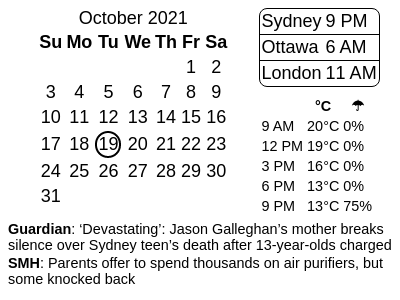 October 2021
Su Mo Tu We Th Fr Sa
1 2
3 4 5 6 7 8 9
10 11 12 13 14 15 16
17 18 19 20 21 22 23
24 25 26 27 28 29 30
31
Sydney 9 PM
Ottawa 6 AM
London 11 AM
°C ☂
9 AM 20°C 0%
12 PM 19°C 0%
3 PM 16°C 0%
6 PM 13°C 0%
9 PM 13°C 75%
Guardian: ‘Devastating’: Jason Galleghan’s mother breaks
silence over Sydney teen’s death after 13-year-olds charged
SMH: Parents offer to spend thousands on air purifiers, but
some knocked back